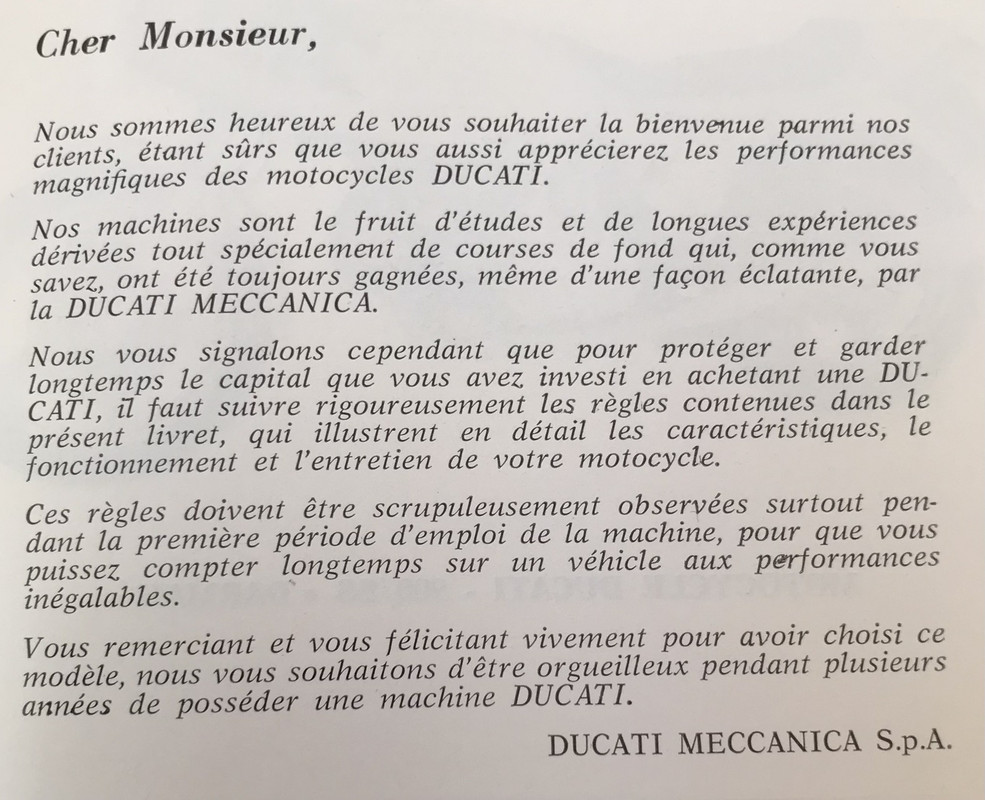 Cher Monsieur,
Nous sommes heureux de vous souhaiter la bienvenue parmi nos
clients, étant sûrs que vous aussi apprécierez les performances
magnifiques des motocycles DUCATI.
Nos machines sont le fruit d'études et de longues expériences
dérivées tout spécialement de courses de fond qui, comme vous
savez, ont été toujours gagnées, même d'une façon éclatante, par
la DUCATI MECCANICA.
Nous vous signalons cependant que pour protéger et garder
longtemps le capital que vous avez investi en achetant une DU-
CATI, il faut suivre rigoureusement les règles contenues dans le
présent livret, qui illustrent en détail les caractéristiques, le
fonctionnement et l'entretien de votre motocycle.
Ces règles doivent être scrupuleusement observées surtout pen-
dant la première période d'emploi de la machine, pour que vous
puissez compter longtemps sur un véhicle aux performances
inégalables.
Vous remerciant et vous félicitant vivement pour avoir choisi ce
modèle, nous vous souhaitons d'être orgueilleux pendant plusieurs
années de posséder une machine DUCATI.
DUCATI MECCANICA S.p.A.